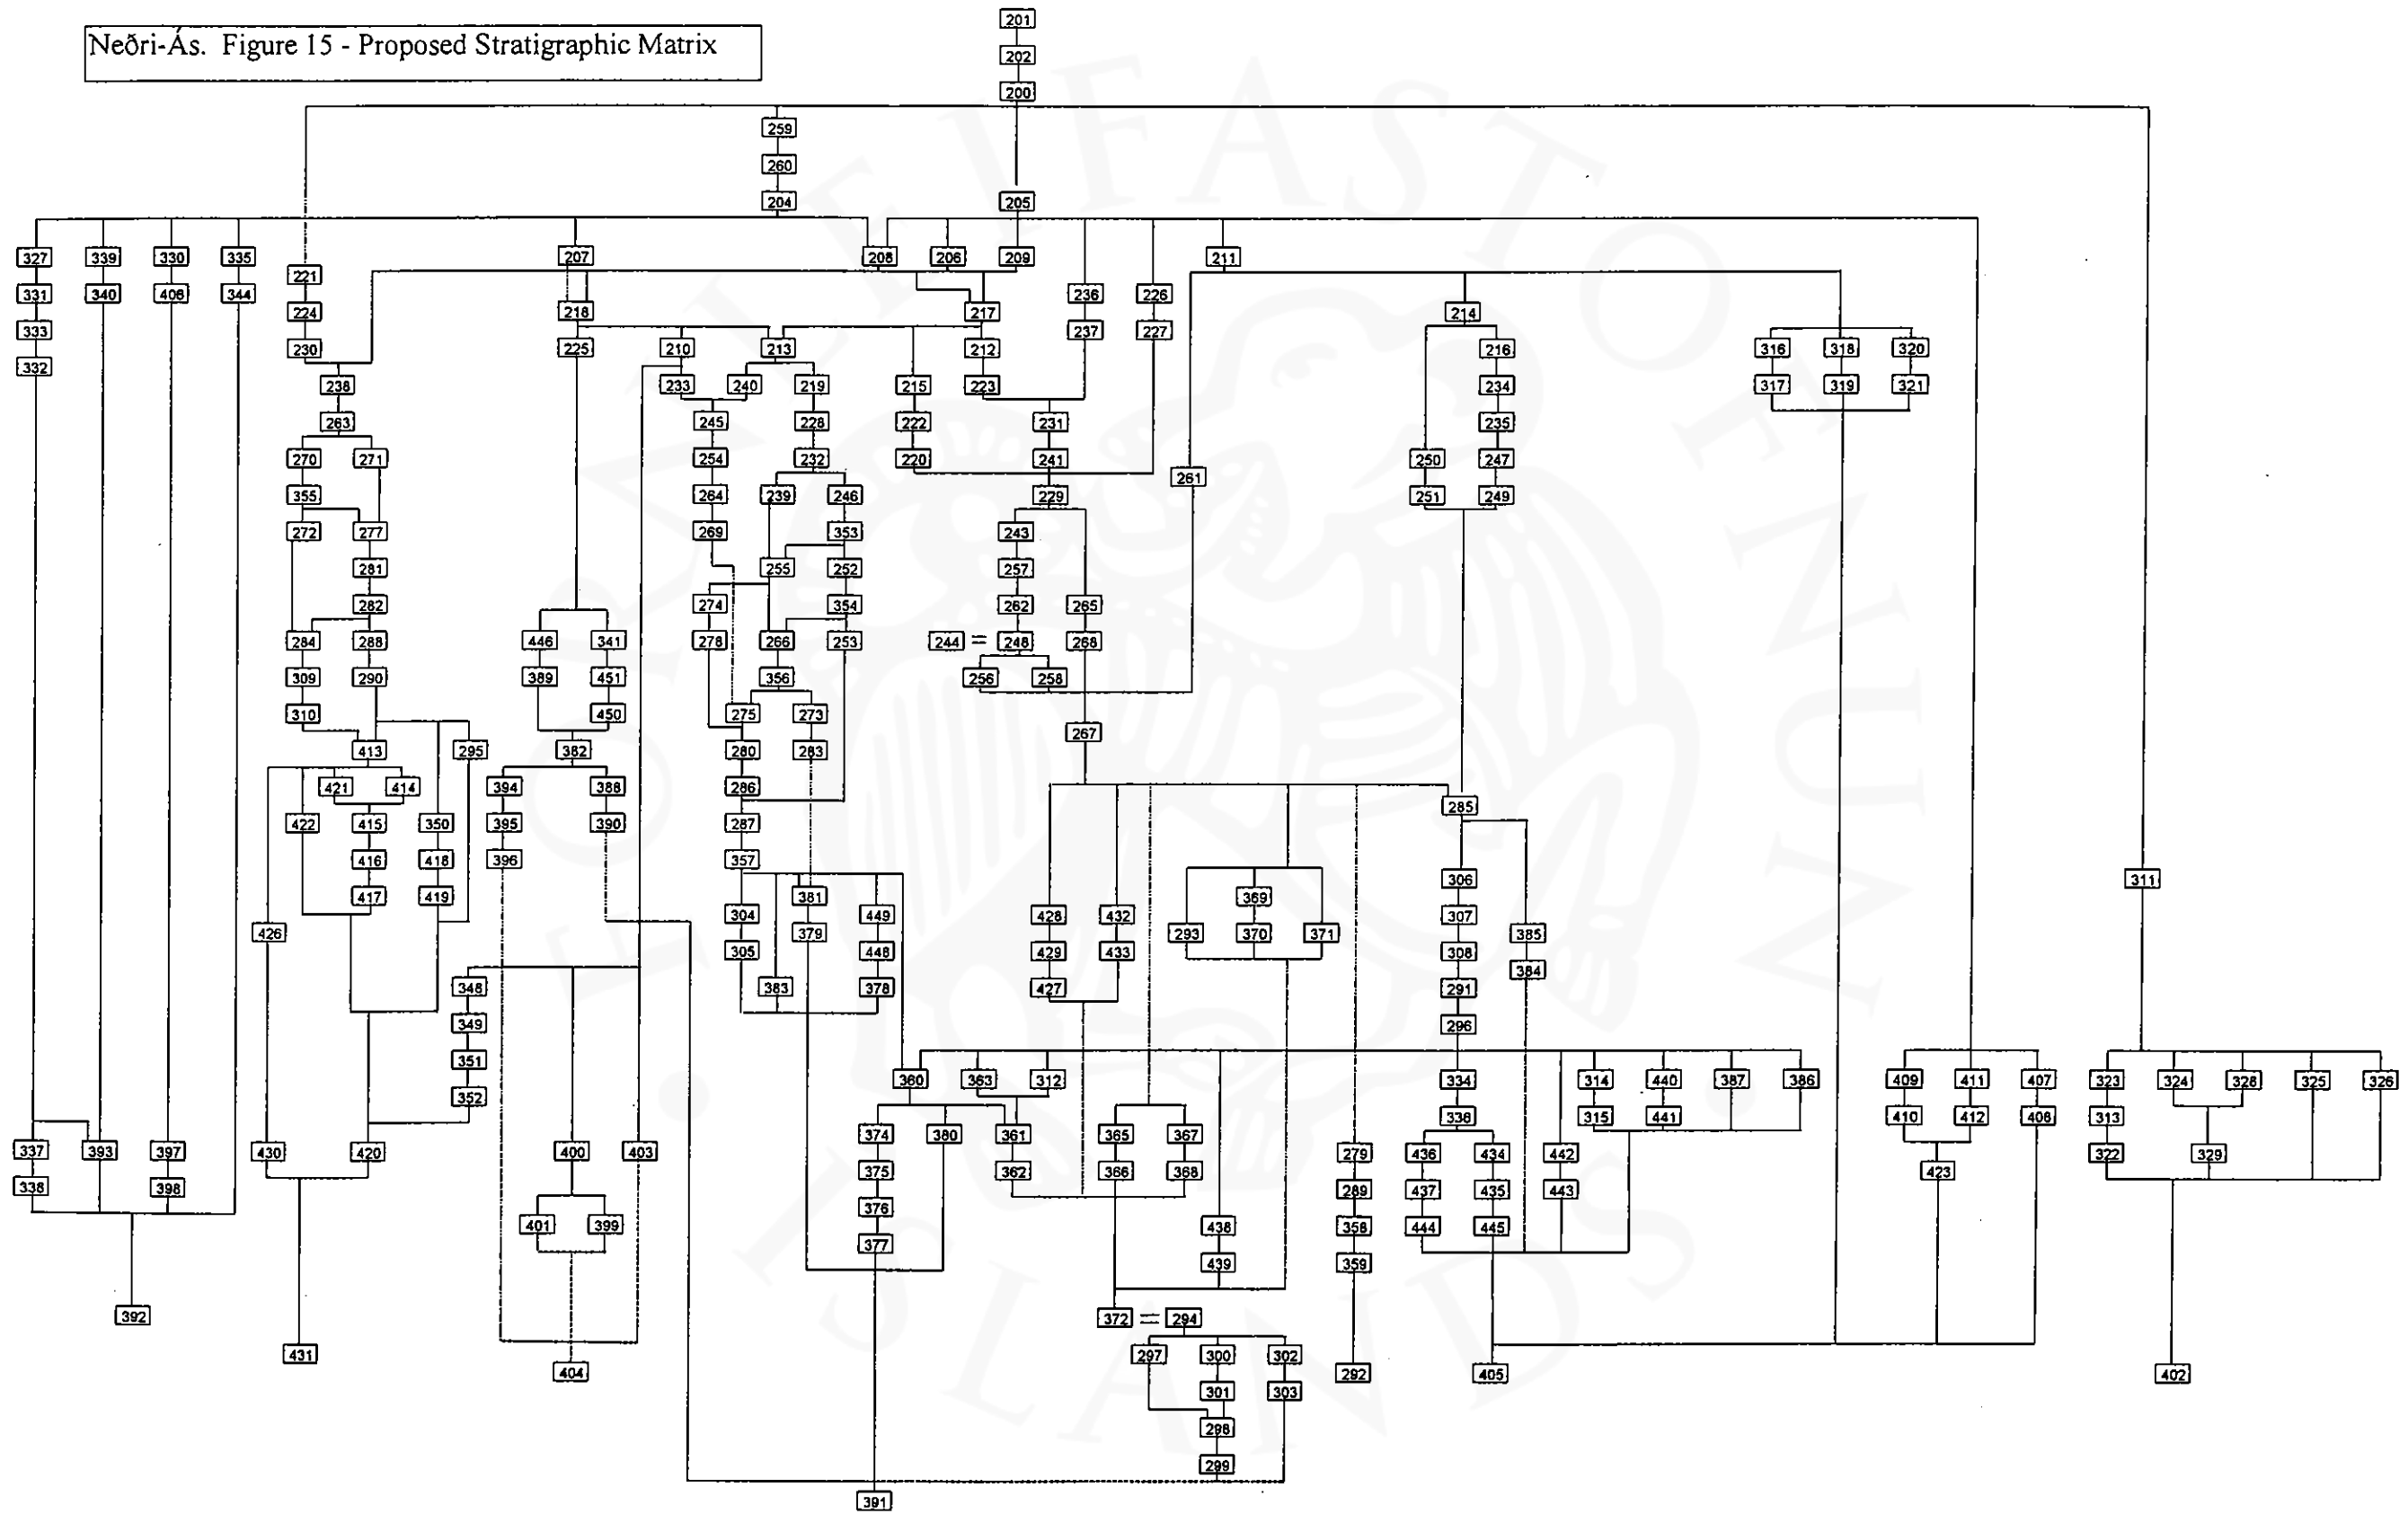 Neðri-Ás. Figure 15 - Proposed Stratigraphic Matrix
201
202
200
259
260
204 205
327 339 330 335 207 208 206 209 211
221
331 340 406 344 236 226
224 218 217 214
333 237 227
230 225 210 213 212 216 316 318 320
332
238 233 240 219 215 223 234 317 319 321
263 245 228 222 231 235
270 271 254 232 220 241 250 247
261
355 264 239 246 229 251 249
272 277 269 353 243
281 255 252 257
282 274 354 262 265
284 288 446 341 278 266 253 244 = 248 268
309 290 389 451 356 256 258
310 450 275 273
267
413 295 382 280 283
421 414 394 388 286
285
422 415 350 395 390 287
416 418 396 357
306 311
417 419 381 369
304 449 428 432 307
426 379 293 370 371 385
305 448 429 433 308
384
348 383 378 427 291
349 296
351
352 360 363 312 334 314 440 387 386 409 411 407 323 324 328 325 326
336 315 441 410 412 408 313
374 380 361 365 367
337 393 397 430 420 400 403 279 436 434 442 322 329
375 362 366 368 423
338 398 289 437 435 443
376
401 399 438 358 444 445
377
439 359
392 372 = 294
431 297 300 302
404 292 405 402
301 303
298
299
391
FORNLEIFASTOFNUN
• ÍSLANDS •